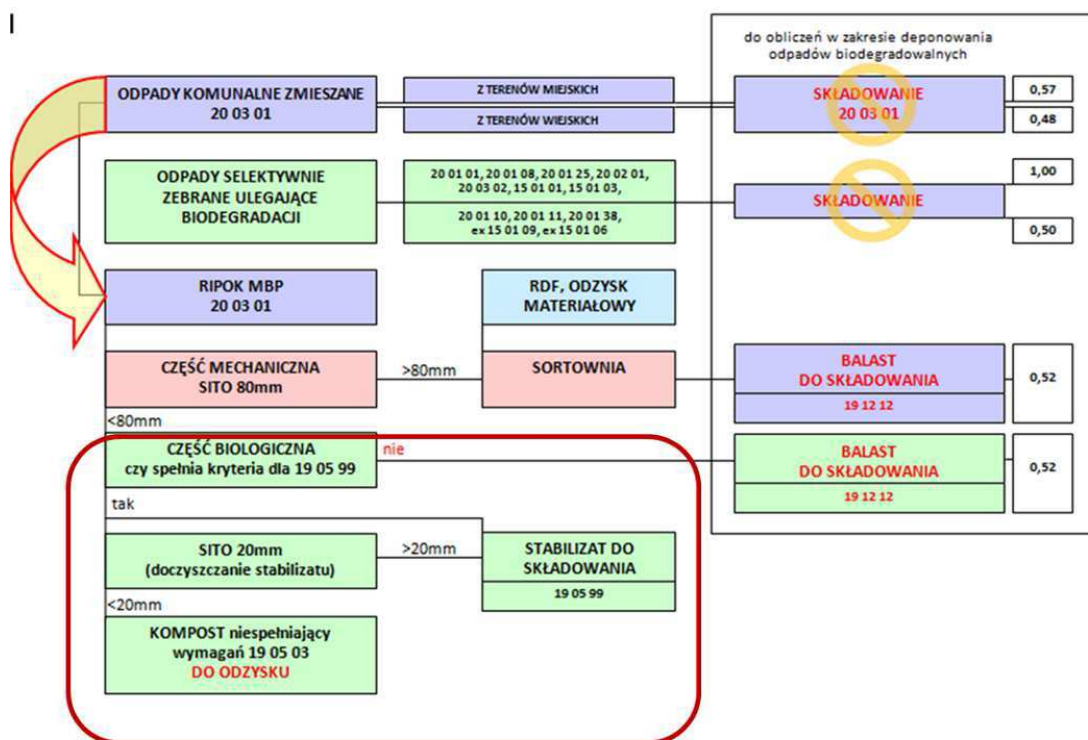 do obliczeń w zakresie deponowania
odpadów biodegradowalnych
ODPADY KOMUNALNE ZMIESZANE
20 03 01
Z TERENÓW MIEJSKICH
Z TERENÓW WIEJSKICH
SKŁADOWANIE
20 03 01
0,57
0,48
ODPADY SELEKTYWNIE
ZEBRANE ULEGAJĄCE
BIODEGRADACJI
20 01 01, 20 01 08, 20 01 25, 20 02 01,
20 03 02, 15 01 01, 15 01 03,
20 01 10, 20 01 11, 20 01 38,
ex 15 01 09, ex 15 01 06
SKŁADOWANIE
1,00
0,50
RIPOK MBP
20 03 01
RDF, ODZYSK
MATERIAŁOWY
CZĘŚĆ MECHANICZNA
SITO 80mm
>80mm
SORTOWNIA
BALAST
DO SKŁADOWANIA
19 12 12
0,52
<80mm
CZĘŚĆ BIOLOGICZNA
czy spełnia kryteria dla 19 05 99
nie
BALAST
DO SKŁADOWANIA
19 12 12
0,52
tak
SITO 20mm
(doczyszczanie stabilizatu)
>20mm
STABILIZAT DO
SKŁADOWANIA
19 05 99
<20mm
KOMPOST niespełniający
wymagań 19 05 03
DO ODZYSKU